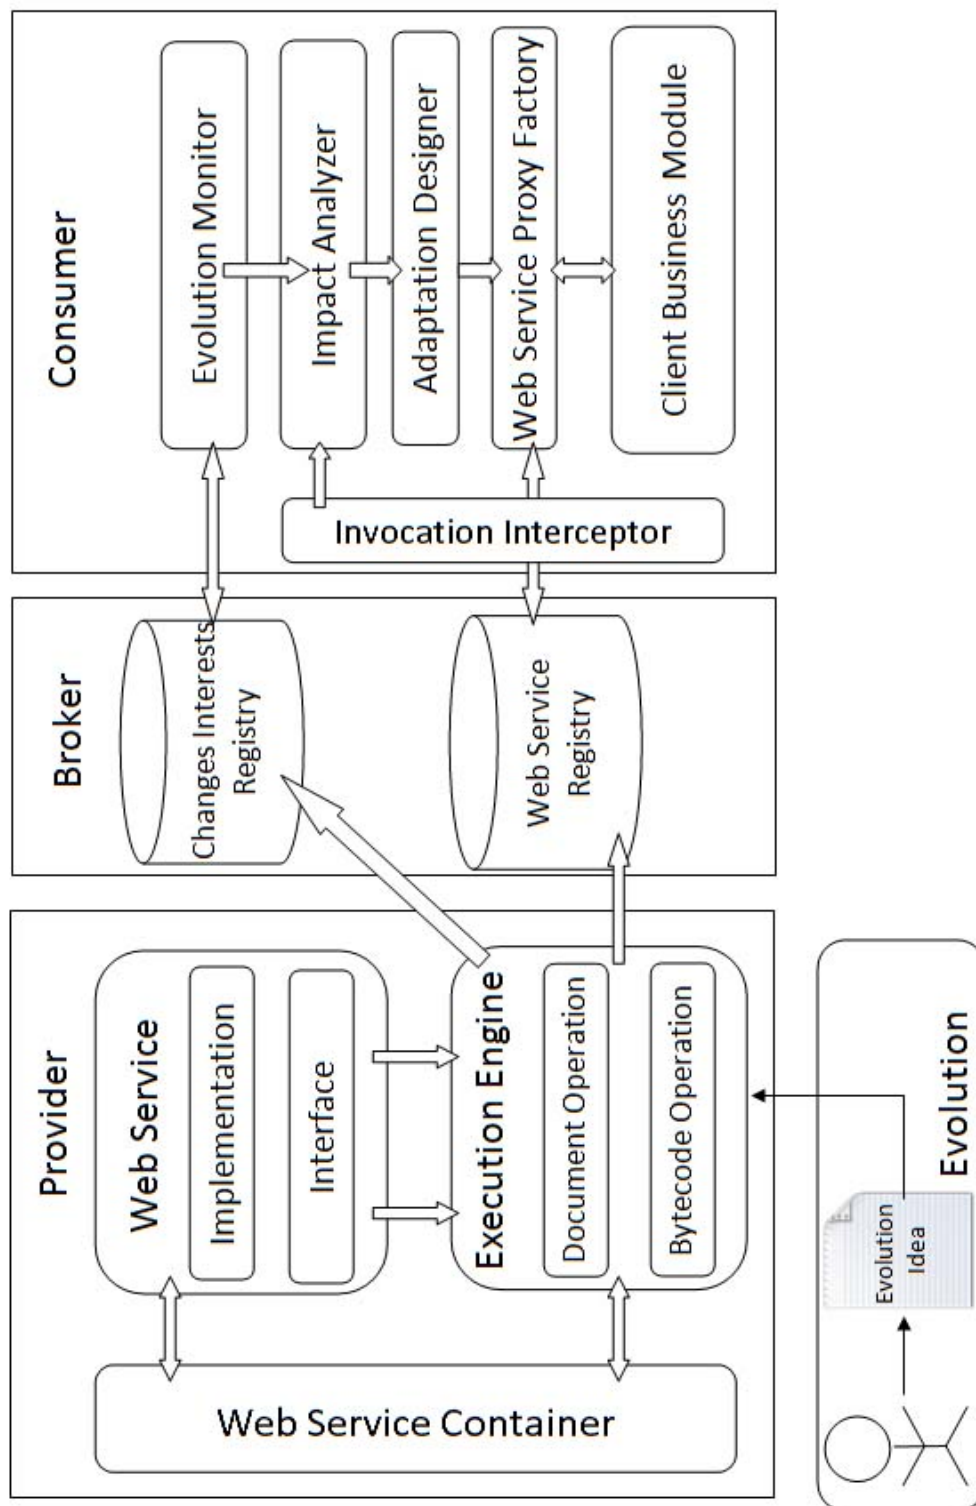 Provider
Web Service Container
Web Service
Implementation
Interface
Execution Engine
Document Operation
Bytecode Operation
Broker
Changes Interests
Registry
Web Service
Registry
Consumer
Evolution Monitor
Impact Analyzer
Adaptation Designer
Web Service Proxy Factory
Client Business Module
Invocation Interceptor
Evolution
Idea
Evolution